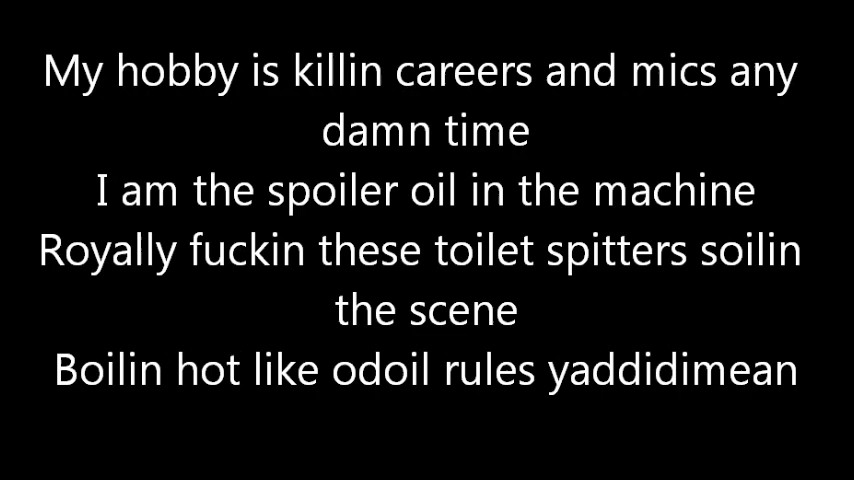 My hobby is killin careers and mics any
damn time
I am the spoiler oil in the machine
Royally fuckin these toilet spitters soilin
the scene
Boilin hot like odoil rules yaddidimean